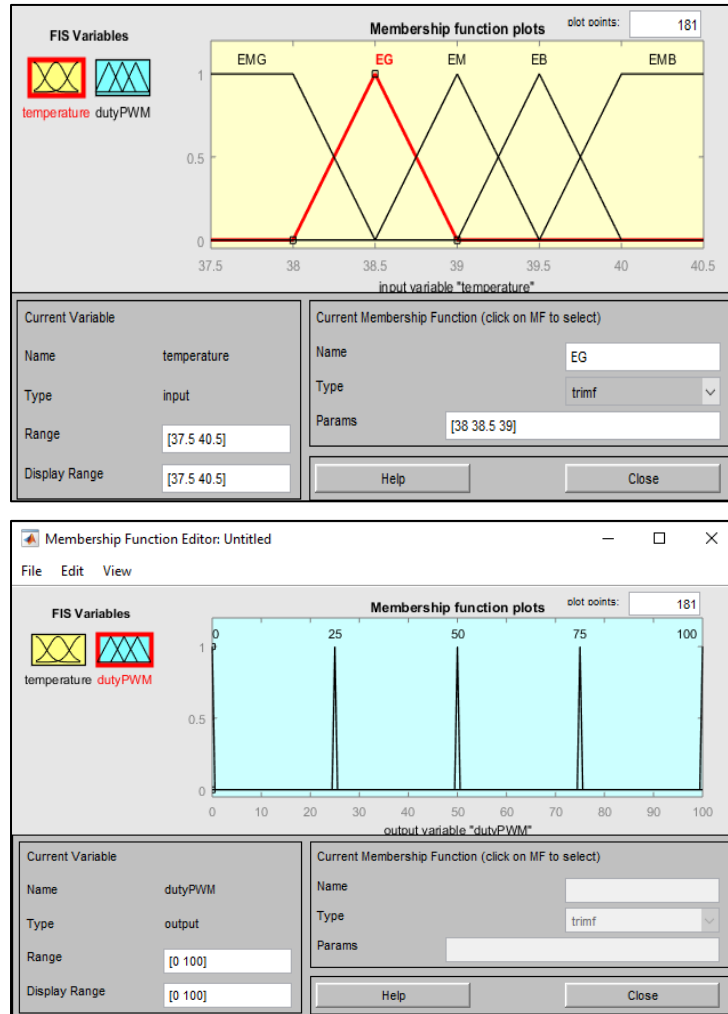 FIS Variables
Membership function plots
plot points:
181
temperature dutyPWM
EMG EG EM EB EMB
1
0.5
0
37.5 38 38.5 39 39.5 40 40.5
input variable "temperature"
Current Variable
Name temperature
Type input
Range [37.5 40.5]
Display Range [37.5 40.5]
Current Membership Function (click on MF to select)
Name EG
Type trimf
Params [38 38.5 39]
Help Close
Membership Function Editor: Untitled
File Edit View
FIS Variables
Membership function plots
plot points:
181
temperature dutyPWM
0 25 50 75 100
1
0.5
0
0 10 20 30 40 50 60 70 80 90 100
output variable "dutyPWM"
Current Variable
Name dutyPWM
Type output
Range [0 100]
Display Range [0 100]
Current Membership Function (click on MF to select)
Name
Type trimf
Params
Help Close